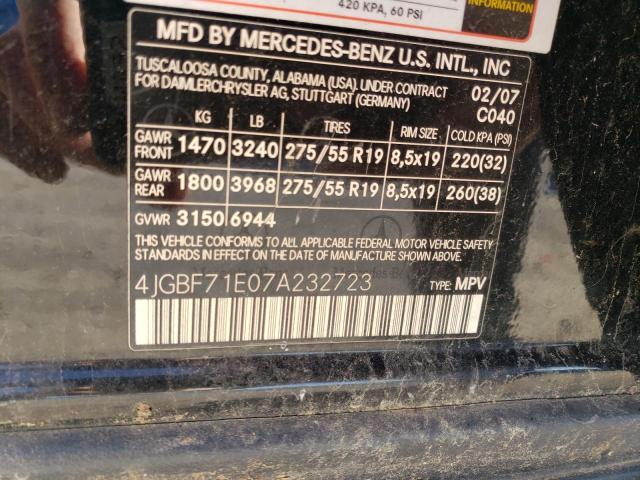 420 KPA, 60 PSI
INFORMATION
MFD BY MERCEDES-BENZ U.S. INTL., INC
TUSCALOOSA COUNTY, ALABAMA (USA). UNDER CONTRACT 02/07
FOR DAIMLERCHRYSLER AG, STUTTGART (GERMANY) C040
KG LB TIRES RIM SIZE COLD KPA (PSI)
GAWR FRONT 1470 3240 275/55 R19 8,5x19 220(32)
GAWR REAR 1800 3968 275/55 R19 8,5x19 260(38)
GVWR 3150 6944
THIS VEHICLE CONFORMS TO ALL APPLICABLE FEDERAL MOTOR VEHICLE SAFETY
STANDARDS IN EFFECT ON THE DATE OF MANUFACTURE SHOWN ABOVE.
4JGBF71E07A232723 TYPE: MPV